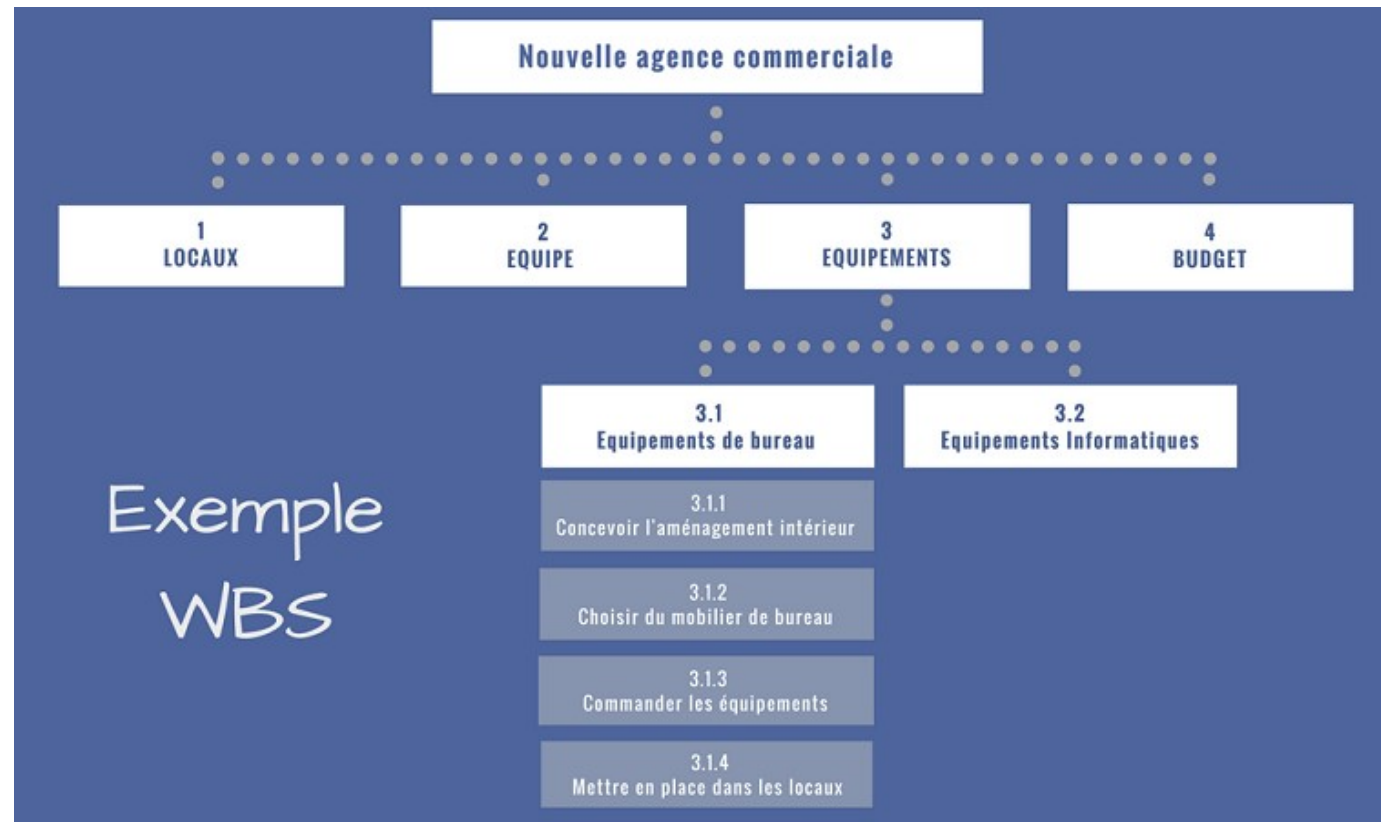 Nouvelle agence commerciale
1
LOCAUX
2
EQUIPE
3
EQUIPEMENTS
4
BUDGET
3.1
Equipements de bureau
3.2
Equipements Informatiques
3.1.1
Concevoir l'aménagement intérieur
3.1.2
Choisir du mobilier de bureau
3.1.3
Commander les équipements
3.1.4
Mettre en place dans les locaux
Exemple
WBS